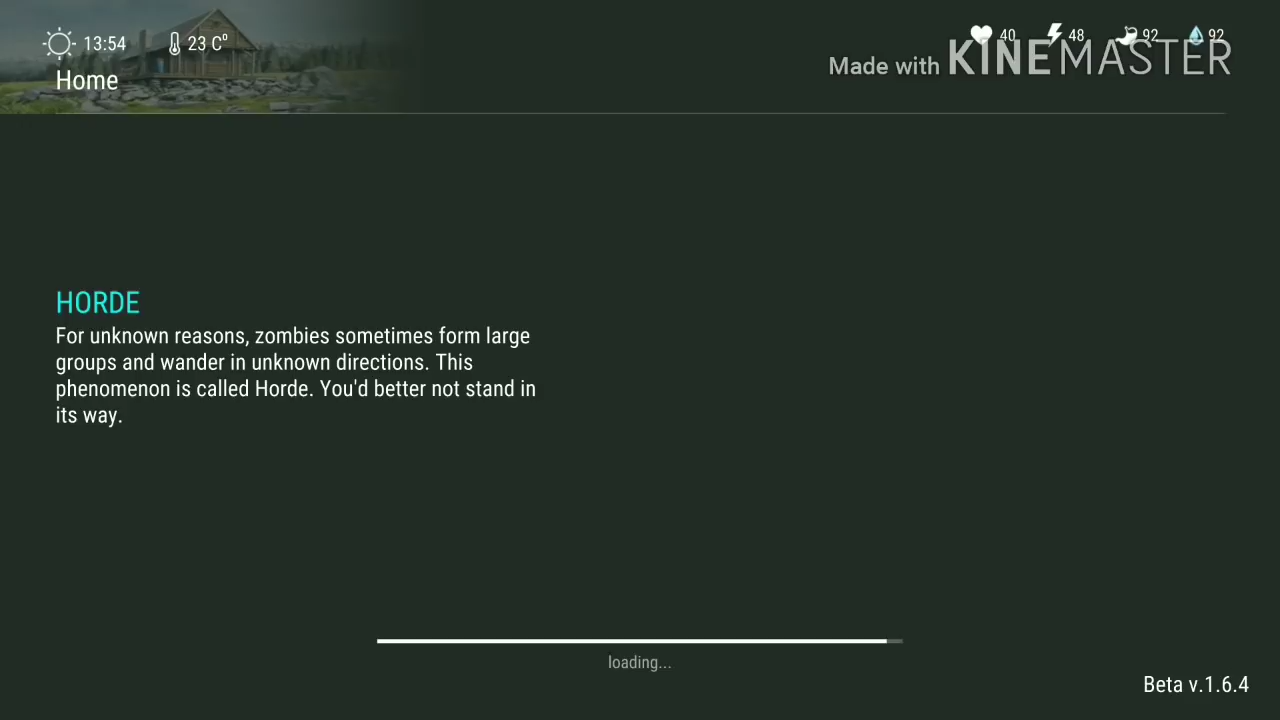 13:54 23 C° 40 48 92 92
Made with KINEMASTER
Home
HORDE
For unknown reasons, zombies sometimes form large
groups and wander in unknown directions. This
phenomenon is called Horde. You'd better not stand in
its way.
loading...
Beta v.1.6.4